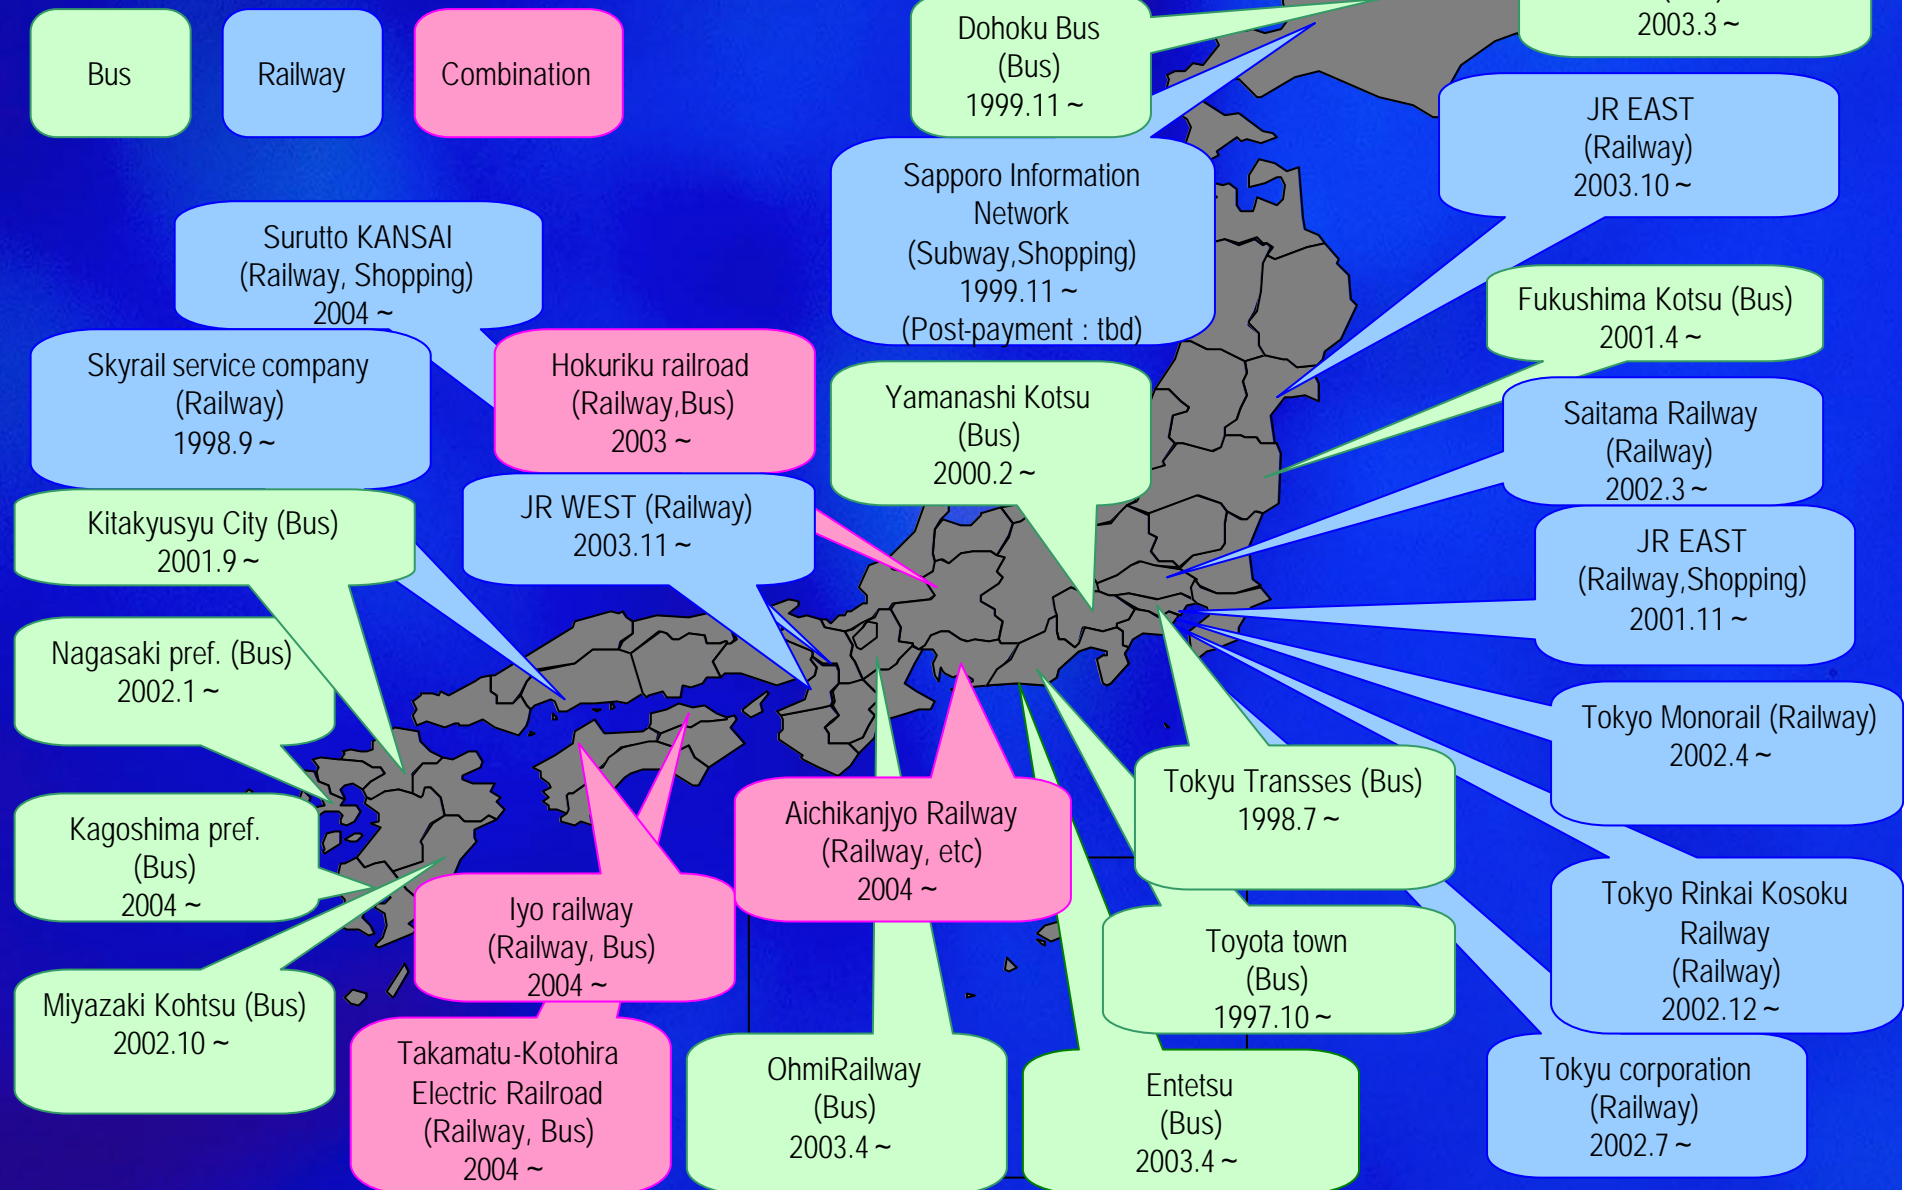 Bus
Railway
Combination
Dohoku Bus
(Bus)
1999.11 ~
2003.3 ~
JR EAST
(Railway)
2003.10 ~
Sapporo Information
Network
(Subway,Shopping)
1999.11 ~
(Post-payment : tbd)
Surutto KANSAI
(Railway, Shopping)
2004 ~
Fukushima Kotsu (Bus)
2001.4 ~
Skyrail service company
(Railway)
1998.9 ~
Hokuriku railroad
(Railway,Bus)
2003 ~
Yamanashi Kotsu
(Bus)
2000.2 ~
Saitama Railway
(Railway)
2002.3 ~
Kitakyusyu City (Bus)
2001.9 ~
JR WEST (Railway)
2003.11 ~
JR EAST
(Railway,Shopping)
2001.11 ~
Nagasaki pref. (Bus)
2002.1 ~
Tokyo Monorail (Railway)
2002.4 ~
Kagoshima pref.
(Bus)
2004 ~
Aichikanjyo Railway
(Railway, etc)
2004 ~
Tokyu Transses (Bus)
1998.7 ~
Iyo railway
(Railway, Bus)
2004 ~
Toyota town
(Bus)
1997.10 ~
Tokyo Rinkai Kosoku
Railway
(Railway)
2002.12 ~
Miyazaki Kohtsu (Bus)
2002.10 ~
Takamatu-Kotohira
Electric Railroad
(Railway, Bus)
2004 ~
OhmiRailway
(Bus)
2003.4 ~
Entetsu
(Bus)
2003.4 ~
Tokyu corporation
(Railway)
2002.7 ~